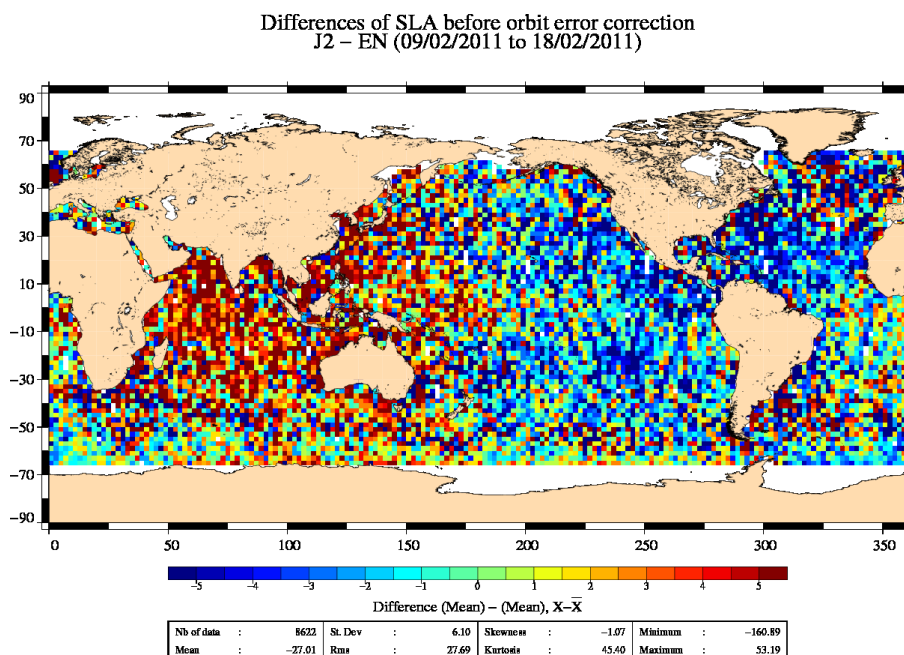 Differences of SLA before orbit error correction
J2 − EN (09/02/2011 to 18/02/2011)
90
70
50
30
10
−10
−30
−50
−70
−90
0 50 100 150 200 250 300 350
−5 −4 −2 −1 0 1 2 4 5
Difference (Mean) − (Mean), X−X̅
Nb of data : 8622 St. Dev : 6.10 Skewness : −1.07 Minimum : −160.89
Mean : −27.01 Rms : 27.69 Kurtosis : 45.40 Maximum : 53.19